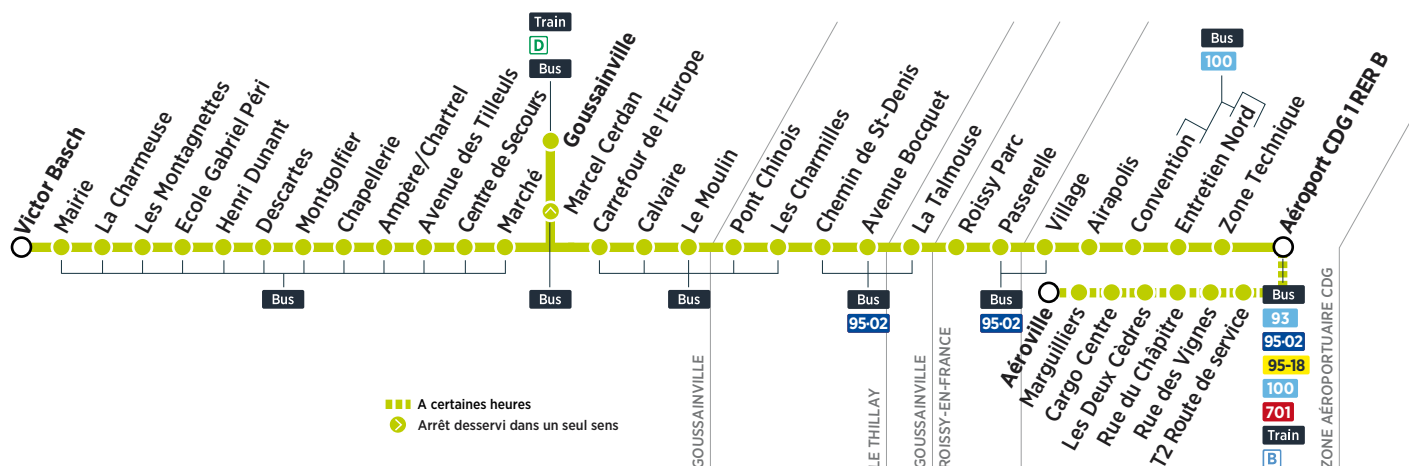 Train
D
Bus
Victor Basch
Mairie
La Charmeuse
Les Montagnettes
Ecole Gabriel Péri
Henri Dunant
Descartes
Montgolfier
Chapellerie
Ampère/Chartrel
Avenue des Tilleuls
Centre de Secours
Marché
Goussainville
Marcel Cerdan
Carrefour de l'Europe
Calvaire
Le Moulin
Pont Chinois
Les Charmilles
Chemin de St-Denis
Avenue Bocquet
La Talmouse
Roissy Parc
Passerelle
Village
Airapolis
Convention
Entretien Nord
Zone Technique
Aéroport CDG 1 RER B
Bus
100
Bus
Bus
Bus
Bus
95-02
Bus
95-02
Aéroville
Marguilliers
Cargo Centre
Les Deux Cèdres
Rue du Châpitre
Rue des Vignes
T2 Route de service
Bus
93
95-02
95-18
100
701
Train
B
GOUSSAINVILLE
LE THILLAY
GOUSSAINVILLE
ROISSY-EN-FRANCE
ZONE AÉROPORTUAIRE CDG
A certaines heures
Arrêt desservi dans un seul sens